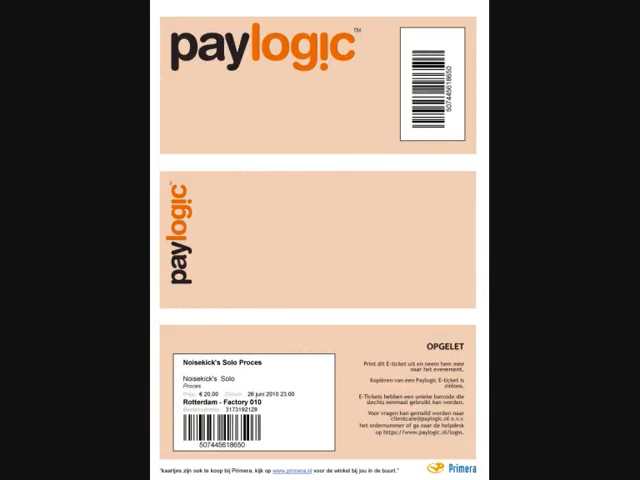 paylogic™
507445618650
paylogic
Noisekick's Solo Proces
Noisekick's Solo
Proces
Prijs: € 20,00 Datum: 26 juni 2010 23:00
Rotterdam - Factory 010
Ordernummer: 3173192129
507445618650
OPGELET
Print dit E-ticket uit en neem hem mee
naar het evenement.
Kopiëren van een Paylogic E-ticket is
zinloos.
E-Tickets hebben een unieke barcode die
slechts eenmaal gebruikt kan worden.
Voor vragen kan gemaild worden naar
clientcare@paylogic.nl o.v.v.
het ordernummer of ga naar de helpdesk
op https://www.paylogic.nl/login.
"kaartjes zijn ook te koop bij Primera, kijk op www.primera.nl voor de winkel bij jou in de buurt."
Primera